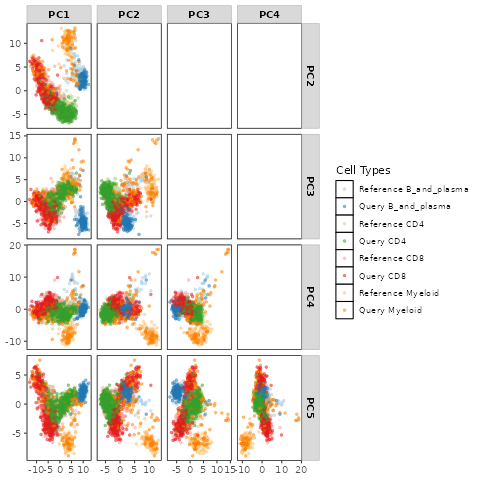 PC1 PC2 PC3 PC4
10
5
0
-5
PC2
15
10
5
0
-5
PC3
20
10
0
-10
PC4
5
0
-5
PC5
-10 -5 0 5 10 -5 0 5 10 -5 0 5 10 15 -10 0 10 20
Cell Types
Reference B_and_plasma
Query B_and_plasma
Reference CD4
Query CD4
Reference CD8
Query CD8
Reference Myeloid
Query Myeloid